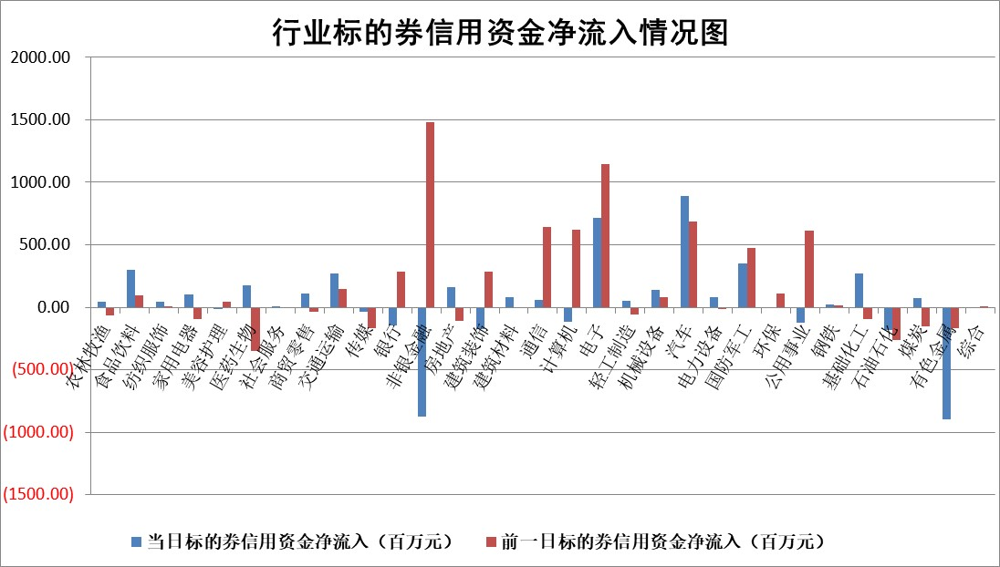 行业标的券信用资金净流入情况图
2000.00
1500.00
1000.00
500.00
0.00
(500.00)
(1000.00)
(1500.00)
农林牧渔
食品饮料
纺织服饰
家用电器
美容护理
医药生物
社会服务
商贸零售
交通运输
传媒
银行
非银金融
房地产
建筑装饰
建筑材料
通信
计算机
电子
轻工制造
机械设备
汽车
电力设备
国防军工
环保
公用事业
钢铁
基础化工
石油石化
煤炭
有色金属
综合
当日标的券信用资金净流入（百万元）
前一日标的券信用资金净流入（百万元）